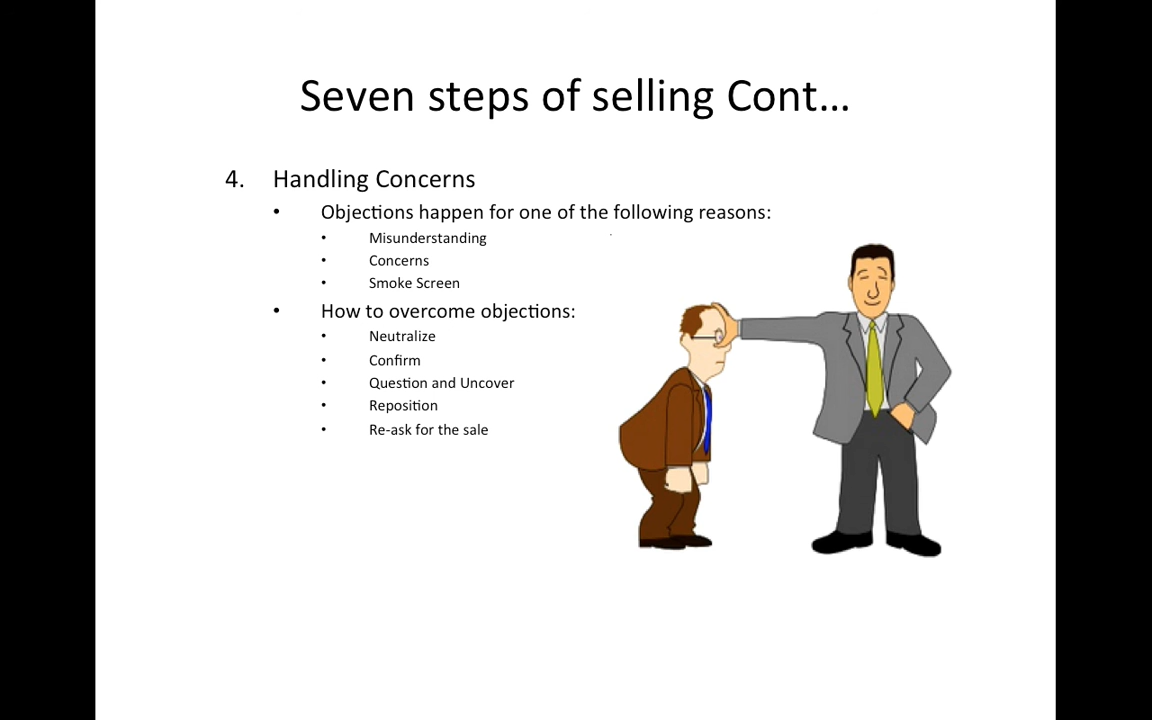 Seven steps of selling Cont...
4. Handling Concerns
• Objections happen for one of the following reasons:
• Misunderstanding
• Concerns
• Smoke Screen
• How to overcome objections:
• Neutralize
• Confirm
• Question and Uncover
• Reposition
• Re-ask for the sale